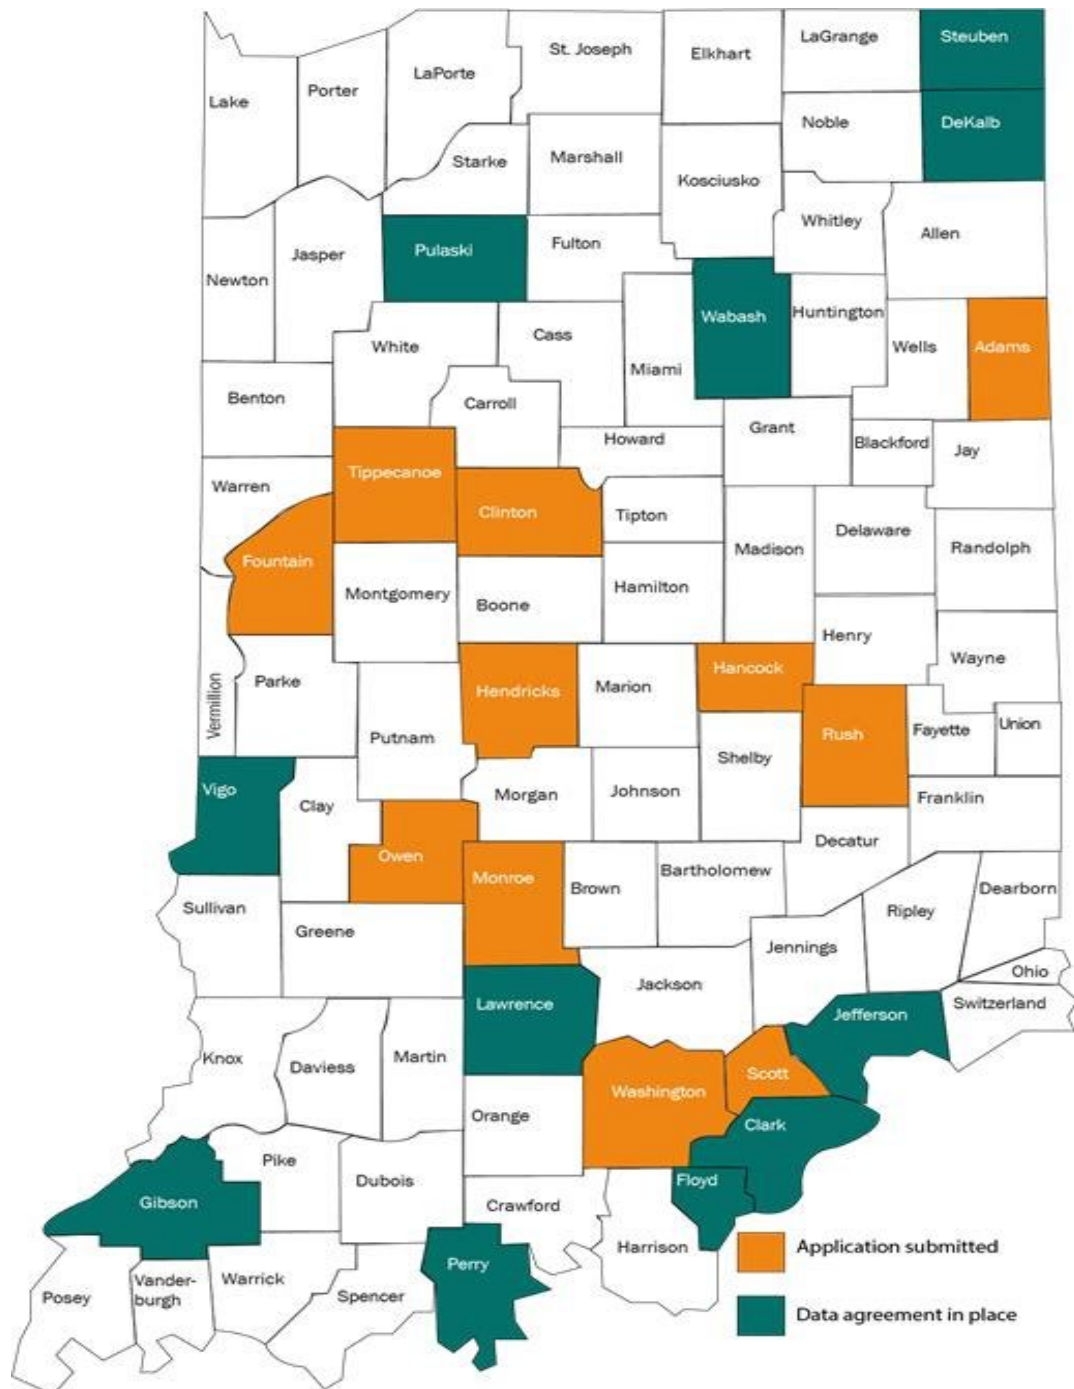 St. Joseph
LaGrange
Steuben
Elkhart
LaPorte
Porter
Lake
Noble
DeKalb
Starke
Marshall
Kosciusko
Whitley
Allen
Pulaski
Fulton
Jasper
Newton
Wabash
Huntington
Cass
White
Wells
Adams
Miami
Benton
Carroll
Grant
Howard
Blackford
Jay
Tippecanoe
Warren
Clinton
Tipton
Delaware
Madison
Randolph
Fountain
Hamilton
Montgomery
Boone
Henry
Wayne
Hancock
Parke
Hendricks
Marion
Vermillion
Putnam
Rush
Fayette
Union
Shelby
Vigo
Clay
Morgan
Johnson
Franklin
Decatur
Owen
Monroe
Brown
Bartholomew
Dearborn
Sullivan
Greene
Ripley
Jennings
Ohio
Jackson
Lawrence
Jefferson
Switzerland
Knox
Daviess
Martin
Washington
Scott
Orange
Clark
Pike
Dubois
Floyd
Gibson
Crawford
Harrison
Application submitted
Perry
Warrick
Vander-
burgh
Posey
Spencer
Data agreement in place